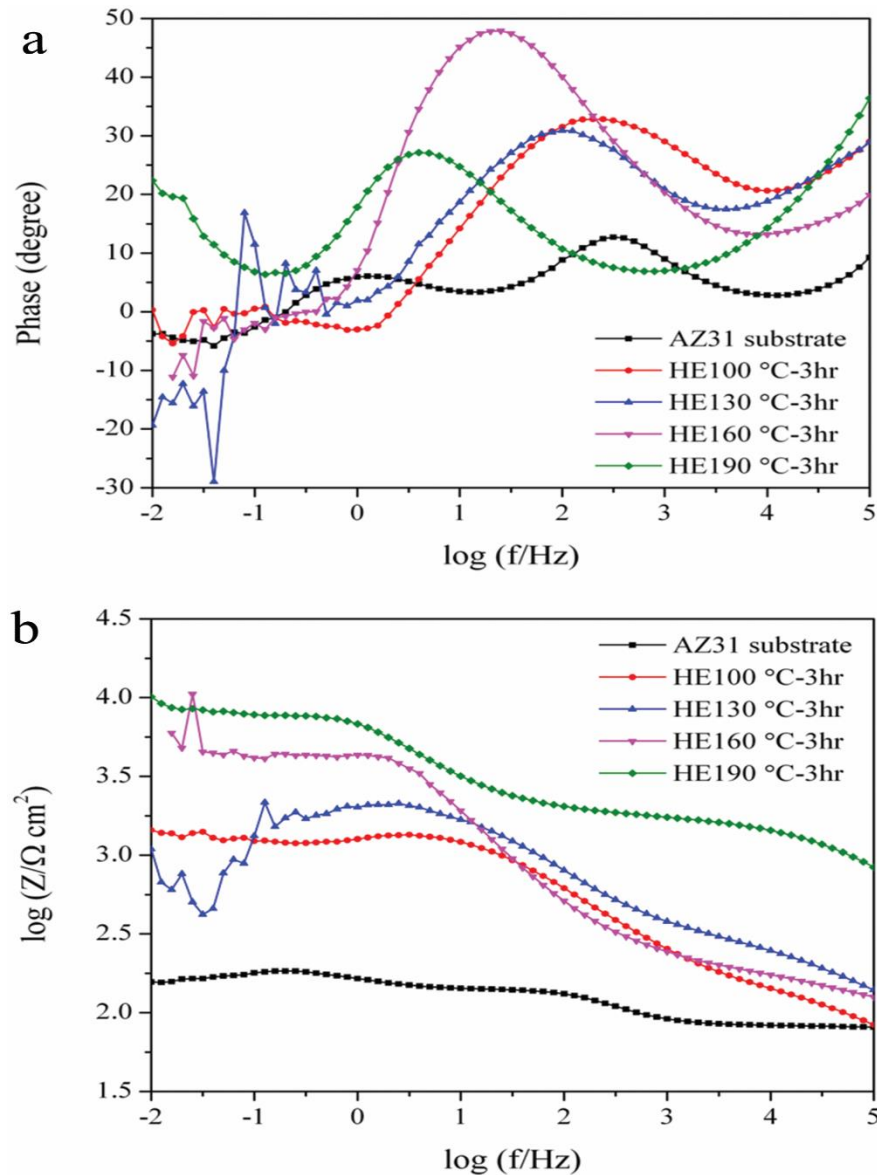 a
50
40
30
20
10
0
-10
-20
-30
Phase (degree)
-2 -1 0 1 2 3 4 5
log (f/Hz)
AZ31 substrate
HE100 °C-3hr
HE130 °C-3hr
HE160 °C-3hr
HE190 °C-3hr
b
4.5
4.0
3.5
3.0
2.5
2.0
1.5
log (Z/Ω cm²)
AZ31 substrate
HE100 °C-3hr
HE130 °C-3hr
HE160 °C-3hr
HE190 °C-3hr
-2 -1 0 1 2 3 4 5
log (f/Hz)